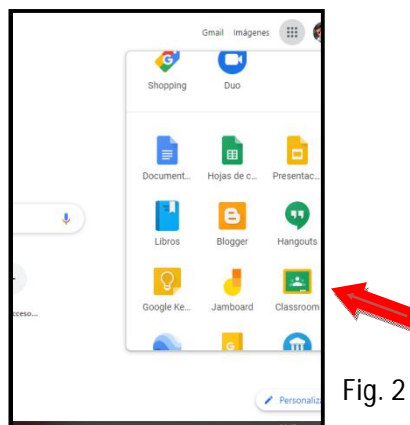 Gmail Imágenes
Shopping Duo
Document... Hojas de c... Presentac...
Libros Blogger Hangouts
Google Ke... Jamboard Classroom
cceso...
Personaliz
Fig. 2